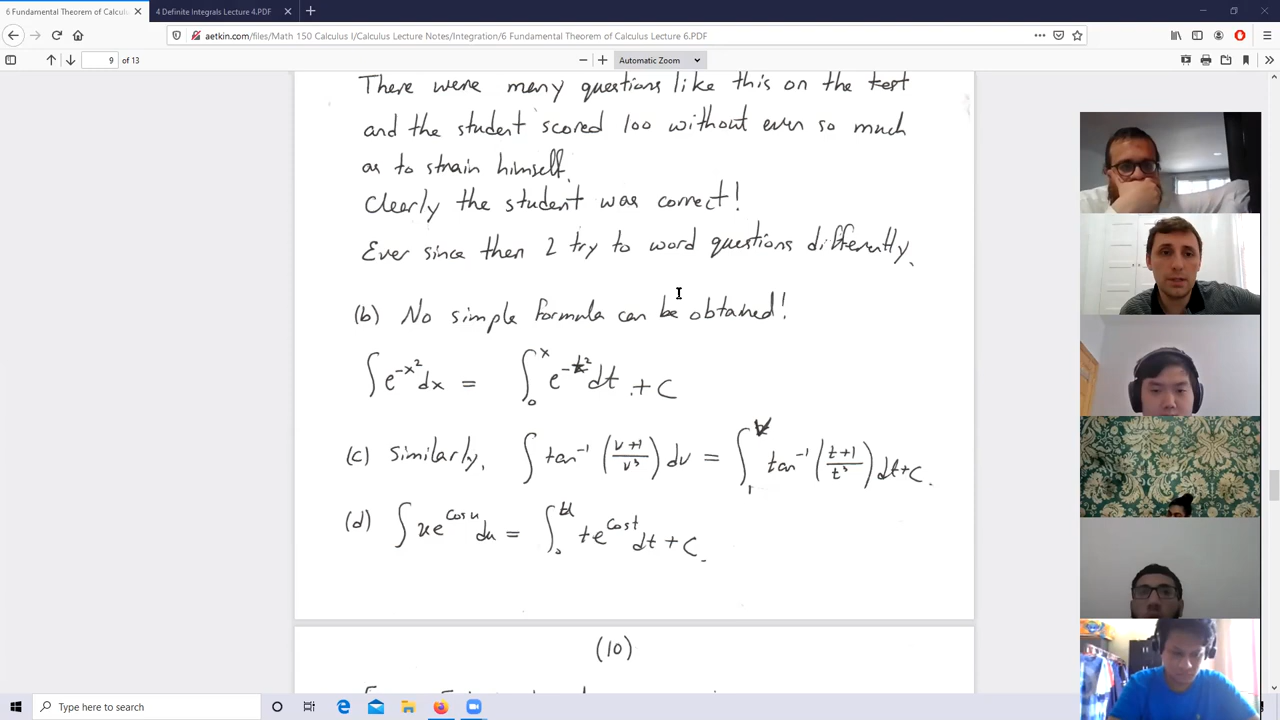 6 Fundamental Theorem of Calculu
4 Definite Integrals Lecture 4.PDF
aetkin.com/files/Math 150 Calculus I/Calculus Lecture Notes/Integration/6 Fundamental Theorem of Calculus Lecture 6.PDF
9 of 13
Automatic Zoom
There were many questions like this on the test
and the student scored 100 without even so much
as to strain himself.
Clearly the student was correct!
Ever since then I try to word questions differently.
(b) No simple formula can be obtained!
∫ e^{-x²} dx = ∫₀^x e^{-t²} dt + C
(c) Similarly, ∫ tan⁻¹ ((v+1)/v³) dv = ∫₁^v tan⁻¹ ((t+1)/t³) dt + C.
(d) ∫ u e^{cos u} du = ∫₀^u t e^{cos t} dt + C.
(10)
Type here to search